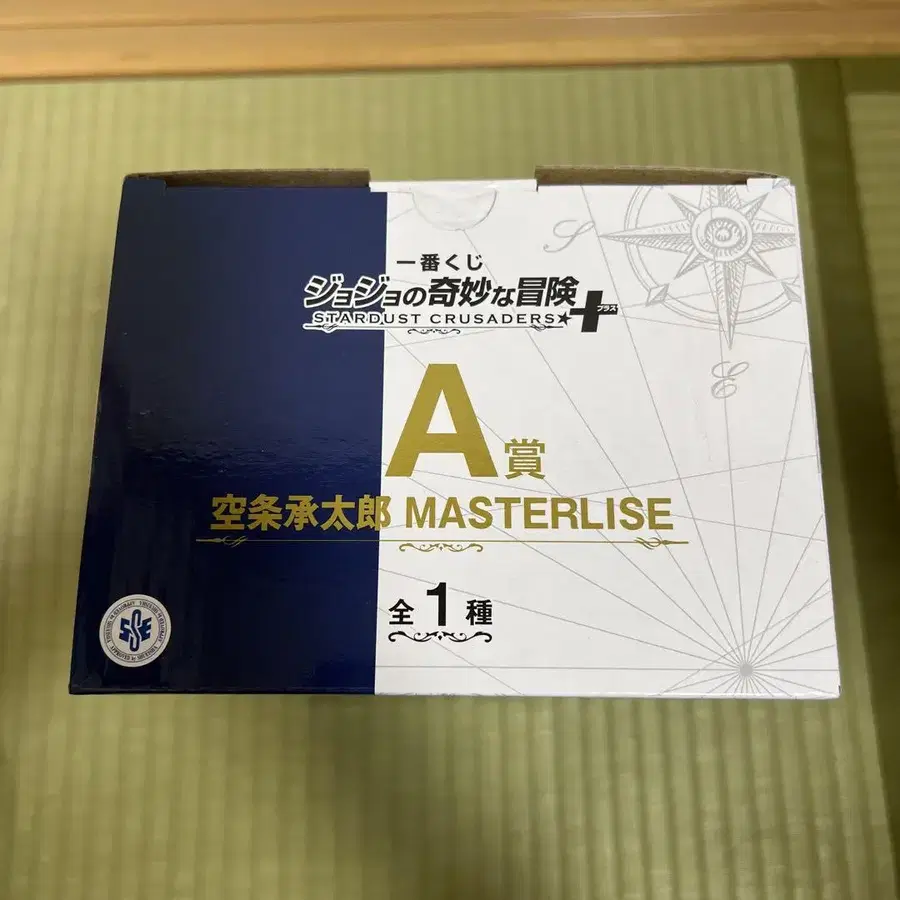 一番くじ
ジョジョの奇妙な冒険
STARDUST CRUSADERS★+プラス
A賞
空条承太郎 MASTERLISE
全1種
S
E